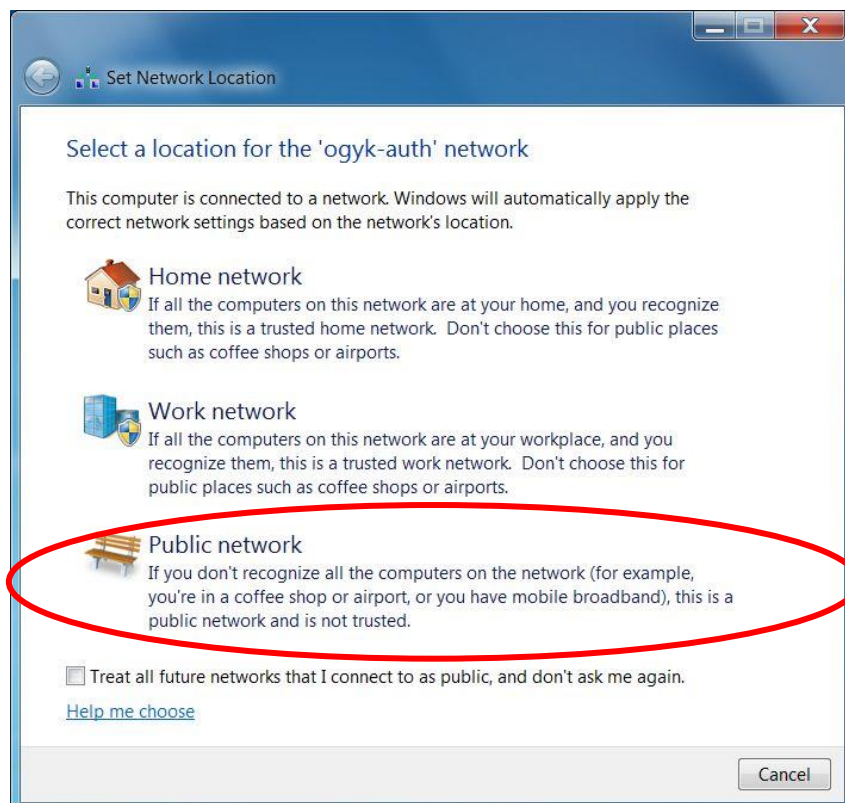 Set Network Location
Select a location for the 'ogyk-auth' network
This computer is connected to a network. Windows will automatically apply the
correct network settings based on the network's location.
Home network
If all the computers on this network are at your home, and you recognize
them, this is a trusted home network.  Don't choose this for public places
such as coffee shops or airports.
Work network
If all the computers on this network are at your workplace, and you
recognize them, this is a trusted work network.  Don't choose this for
public places such as coffee shops or airports.
Public network
If you don't recognize all the computers on the network (for example,
you're in a coffee shop or airport, or you have mobile broadband), this is a
public network and is not trusted.
Treat all future networks that I connect to as public, and don't ask me again.
Help me choose
Cancel